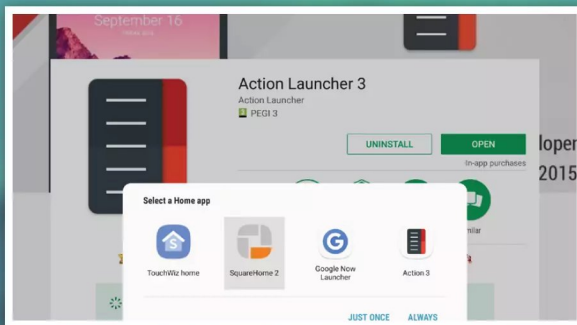 September 16
Action Launcher 3
Action Launcher
PEGI 3
UNINSTALL
OPEN
In-app purchases
loper
2015
Select a Home app
S
TouchWiz home
SquareHome 2
G
Google Now
Launcher
Action 3
JUST ONCE
ALWAYS